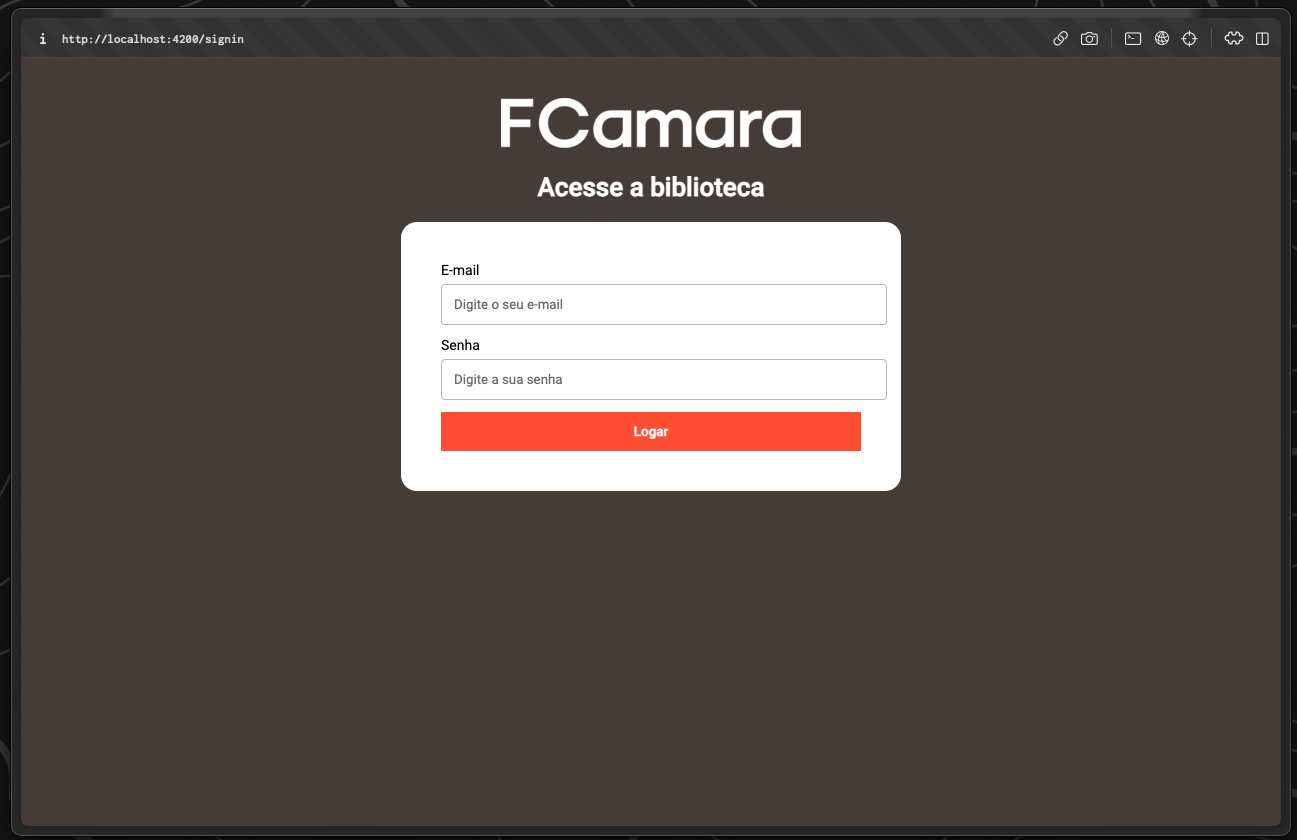 i http://localhost:4200/signin
FCamara
Acesse a biblioteca
E-mail
Digite o seu e-mail
Senha
Digite a sua senha
Logar